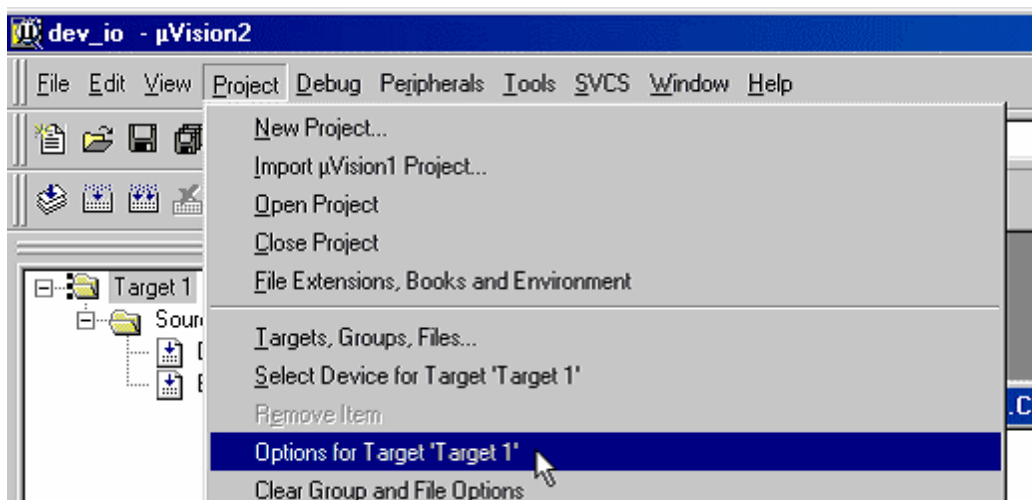 dev_io - µVision2
File Edit View Project Debug Peripherals Tools SVCS Window Help
New Project...
Import µVision1 Project...
Open Project
Close Project
File Extensions, Books and Environment
Target 1
Targets, Groups, Files...
Select Device for Target 'Target 1'
Remove Item
.C
Options for Target 'Target 1'
Clear Group and File Options